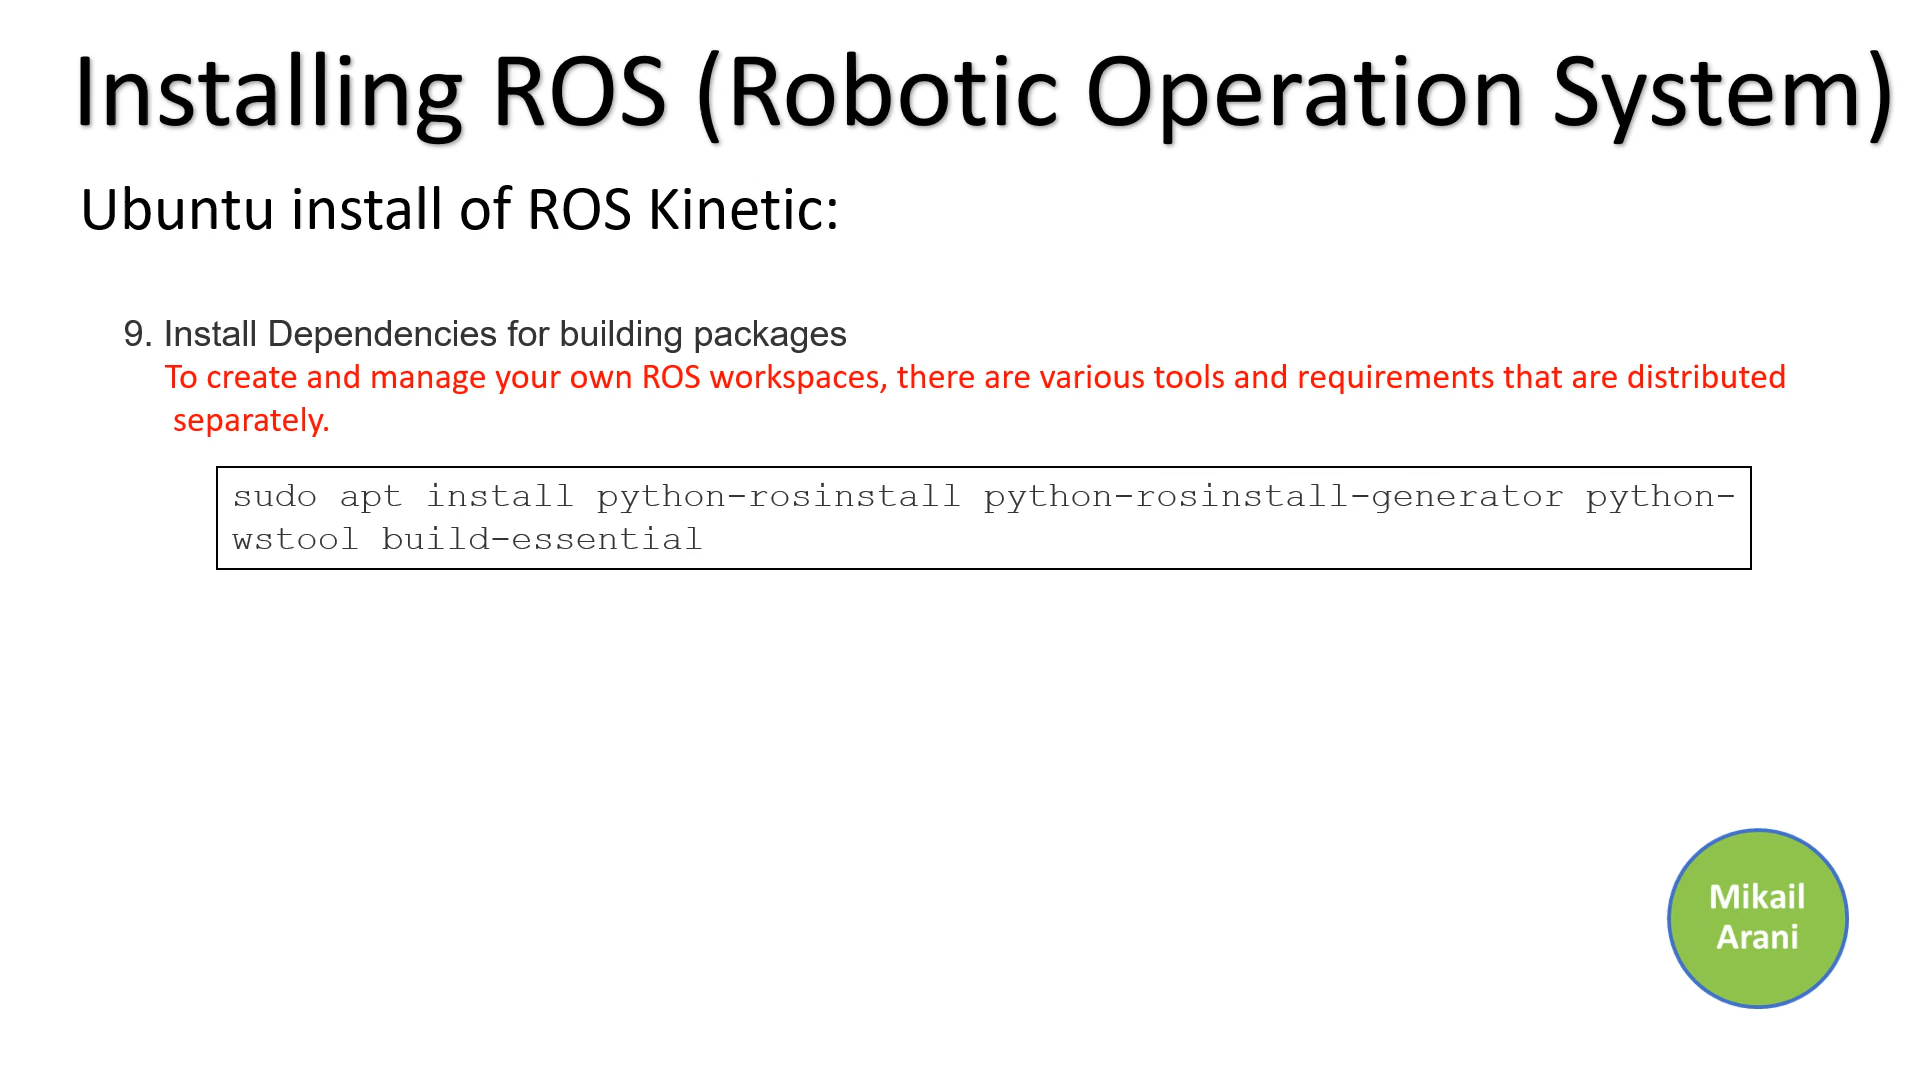 Installing ROS (Robotic Operation System)
Ubuntu install of ROS Kinetic:
9. Install Dependencies for building packages
To create and manage your own ROS workspaces, there are various tools and requirements that are distributed
separately.
sudo apt install python-rosinstall python-rosinstall-generator python-
wstool build-essential
Mikail
Arani